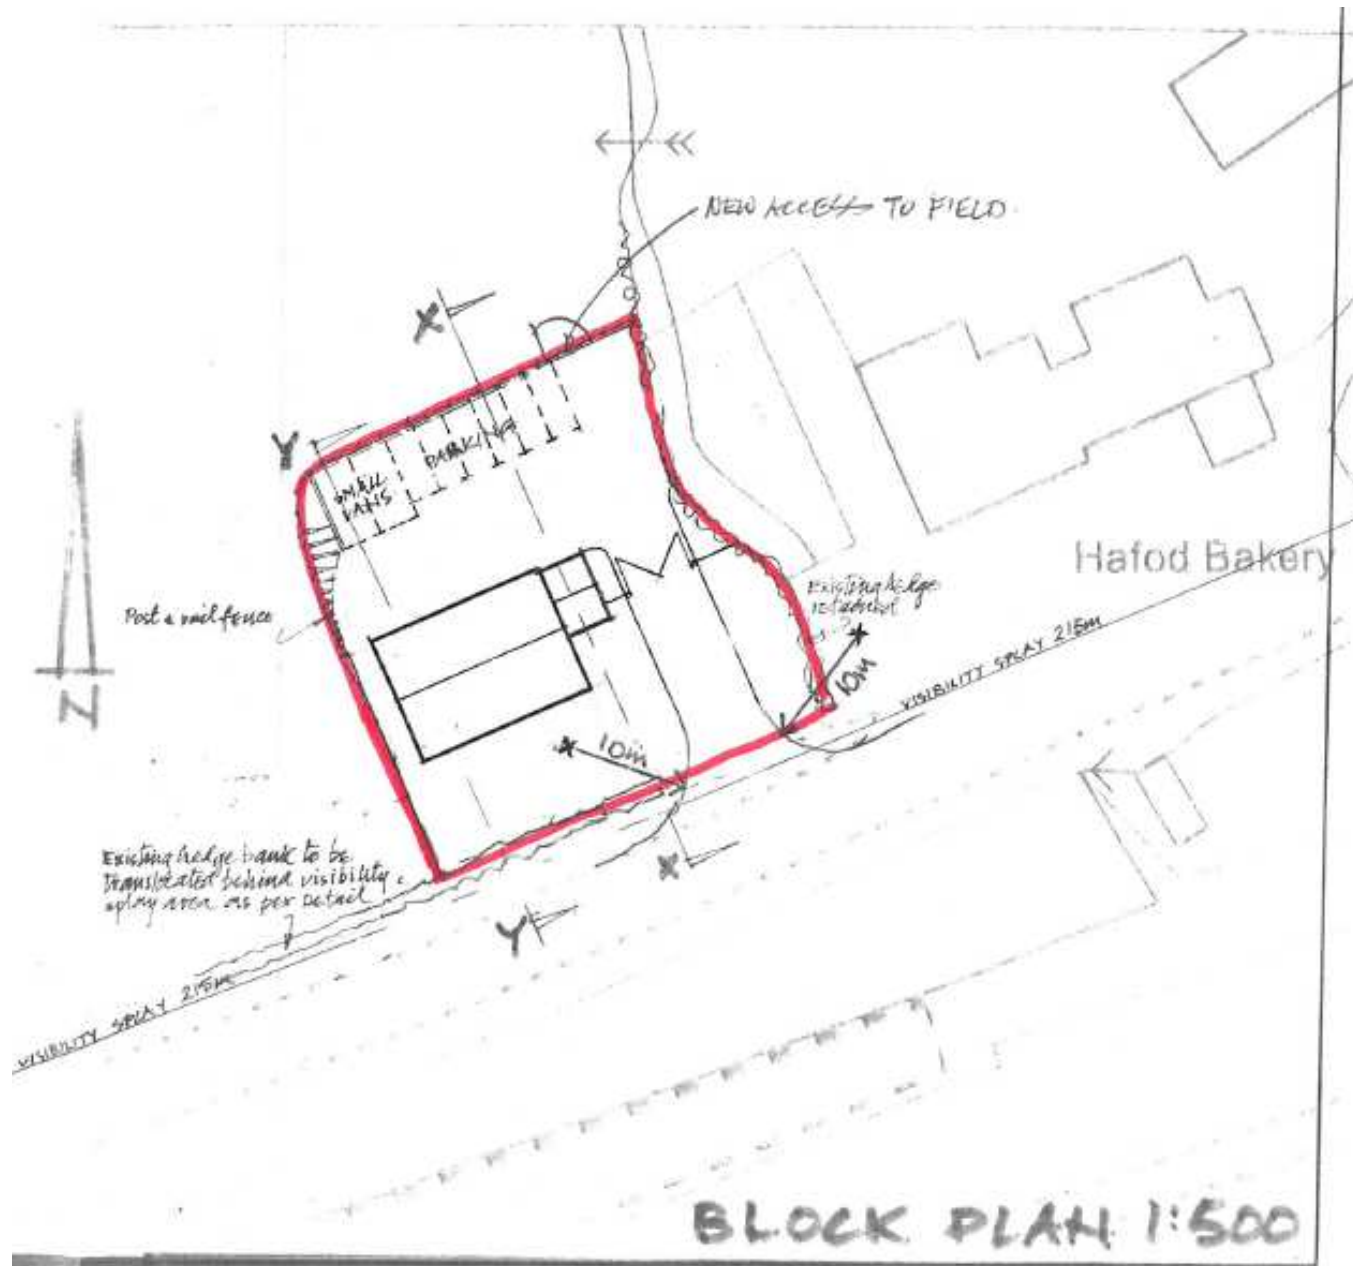 NEW ACCESS TO FIELD.
X
Y
SMALL
VANS
PARKING
Hafod Bakery
Existing hedge
Post & rail fence
N
10m
VISIBILITY SPLAY 215m
10m
Existing hedge bank to be
translocated behind visibility
splay area as per detail
X
Y
VISIBILITY SPLAY 215m
BLOCK PLAN 1:500